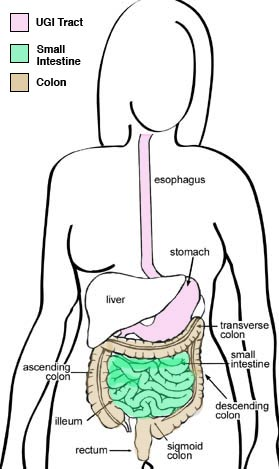 UGI Tract
Small
Intestine
Colon
esophagus
stomach
liver
transverse
colon
small
intestine
ascending
colon
descending
colon
illeum
rectum
sigmoid
colon